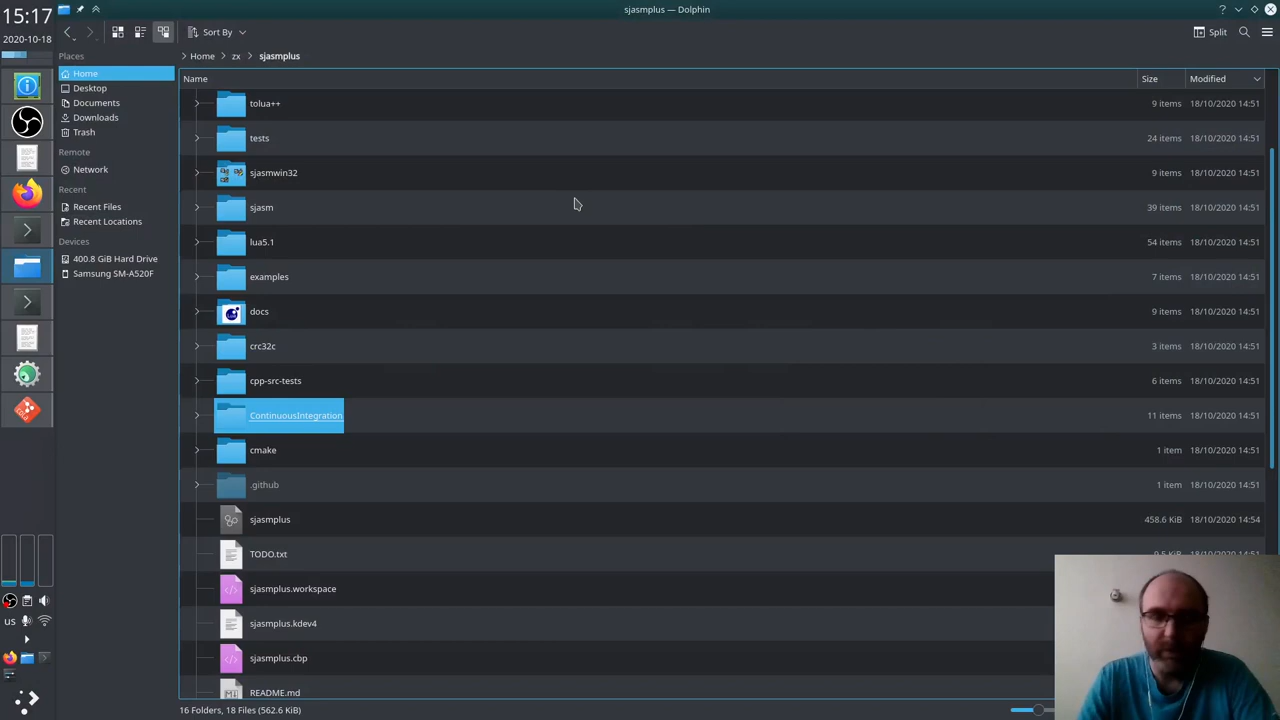 15:17
2020-10-18
sjasmplus — Dolphin
Sort By
Split
Places
Home
Desktop
Documents
Downloads
Trash
Remote
Network
Recent
Recent Files
Recent Locations
Devices
400.8 GiB Hard Drive
Samsung SM-A520F
Home zx sjasmplus
Name Size Modified
tolua++ 9 items 18/10/2020 14:51
tests 24 items 18/10/2020 14:51
sjasmwin32 9 items 18/10/2020 14:51
sjasm 39 items 18/10/2020 14:51
lua5.1 54 items 18/10/2020 14:51
examples 7 items 18/10/2020 14:51
docs 9 items 18/10/2020 14:51
crc32c 3 items 18/10/2020 14:51
cpp-src-tests 6 items 18/10/2020 14:51
ContinuousIntegration 11 items 18/10/2020 14:51
cmake 1 item 18/10/2020 14:51
.github 1 item 18/10/2020 14:51
sjasmplus 458.6 KiB 18/10/2020 14:54
TODO.txt
sjasmplus.workspace
sjasmplus.kdev4
sjasmplus.cbp
README.md
us
16 Folders, 18 Files (562.6 KiB)